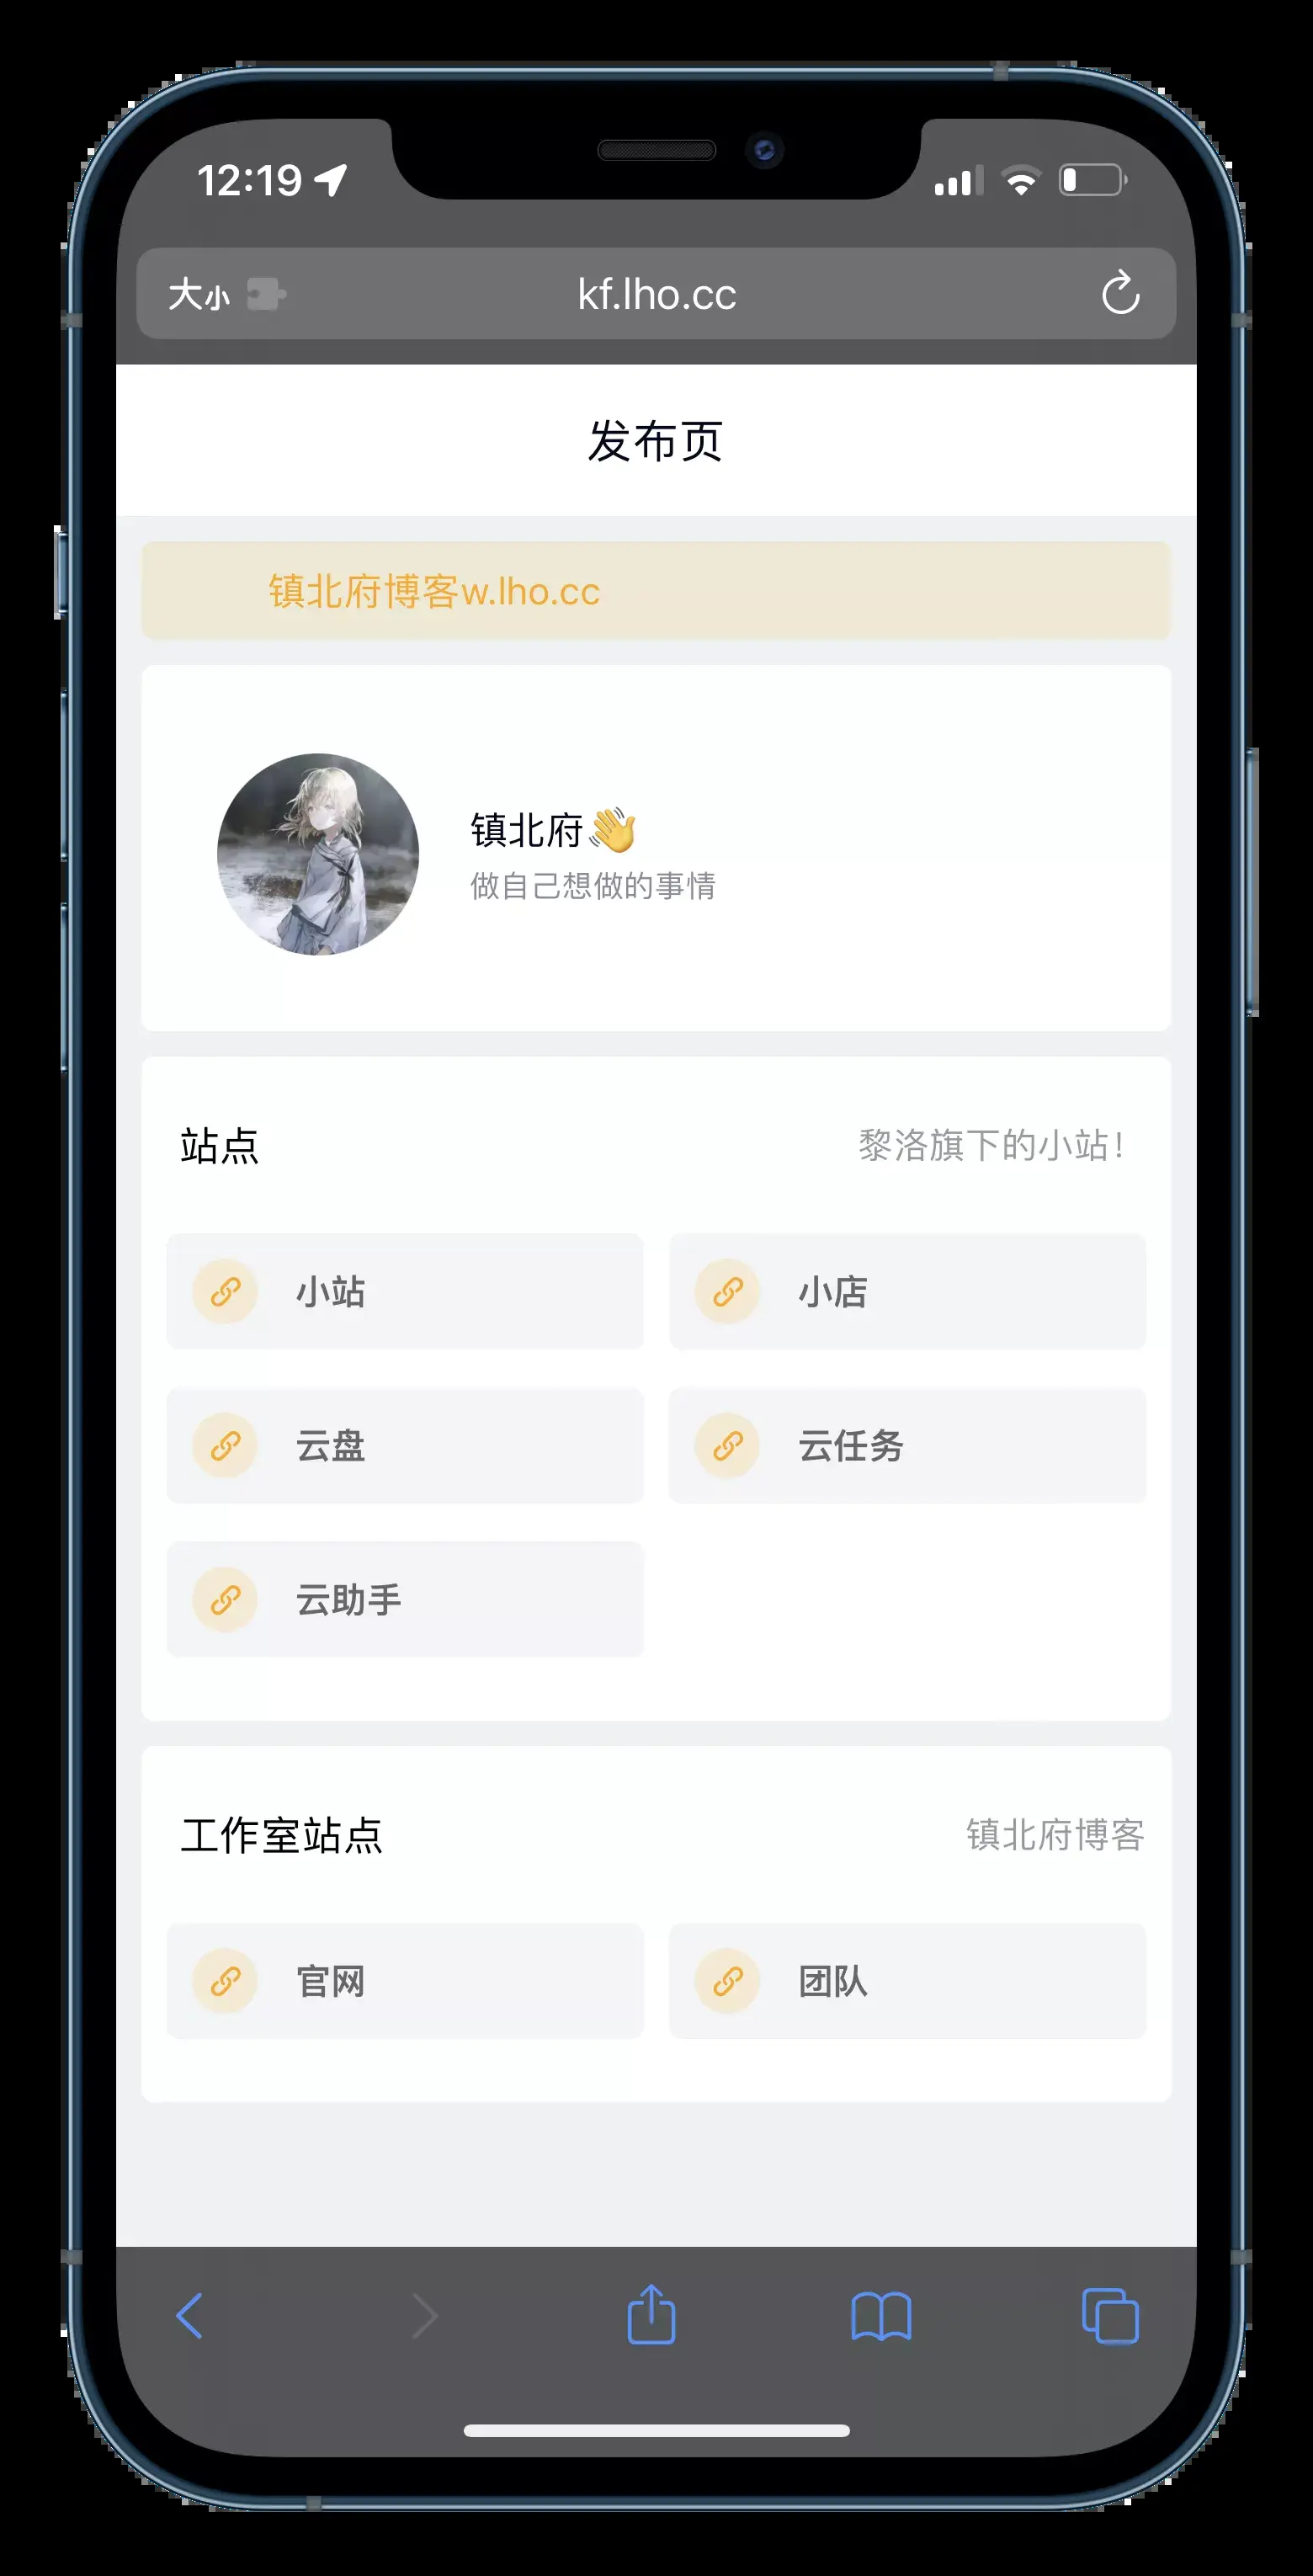 12:19
大小 kf.lho.cc
发布页
镇北府博客w.lho.cc
镇北府👋
做自己想做的事情
站点 黎洛旗下的小站!
小站 小店
云盘 云任务
云助手
工作室站点 镇北府博客
官网 团队